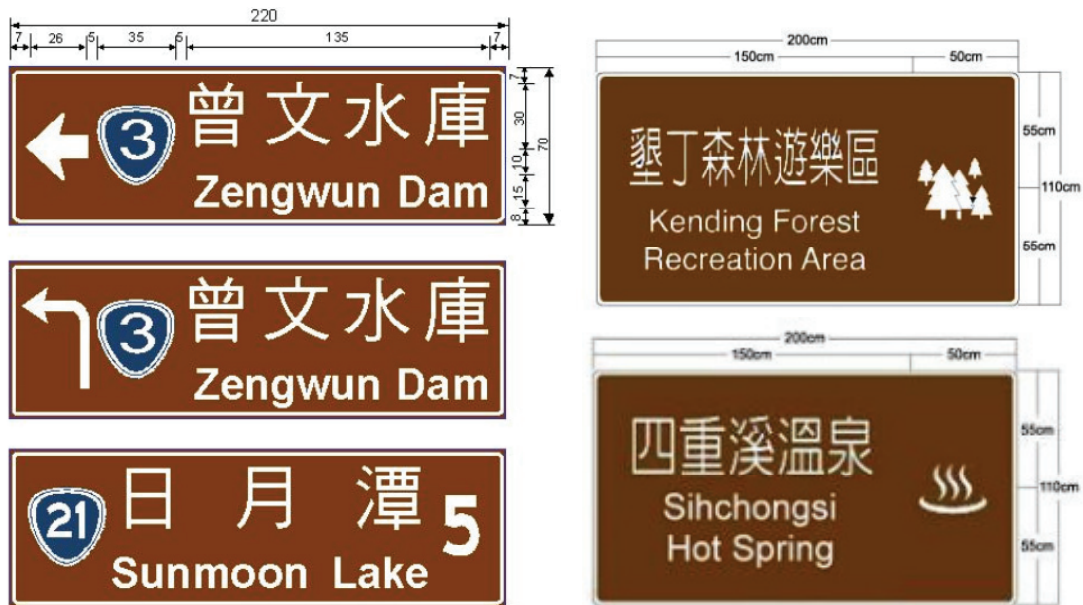 220
7 26 5 35 5 135 7
3
曾文水庫
Zengwun Dam
7
30
10
15
8
70
3
曾文水庫
Zengwun Dam
21
日月潭
5
Sunmoon Lake
200cm
150cm 50cm
墾丁森林遊樂區
Kending Forest
Recreation Area
55cm
110cm
55cm
200cm
150cm 50cm
四重溪溫泉
Sihchongsi
Hot Spring
55cm
110cm
55cm